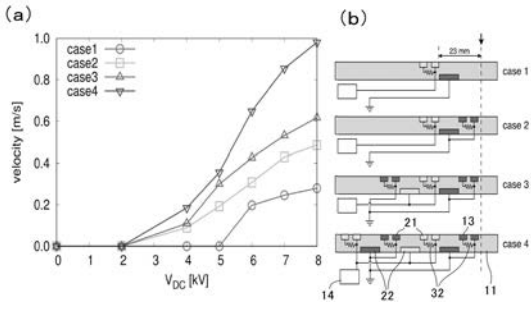 (a)
velocity [m/s]
1.0
0.8
0.6
0.4
0.2
0.0
case1
case2
case3
case4
0 1 2 3 4 5 6 7 8
V_DC [kV]
(b)
23 mm
case 1
case 2
case 3
21
13
case 4
14
22
32
11